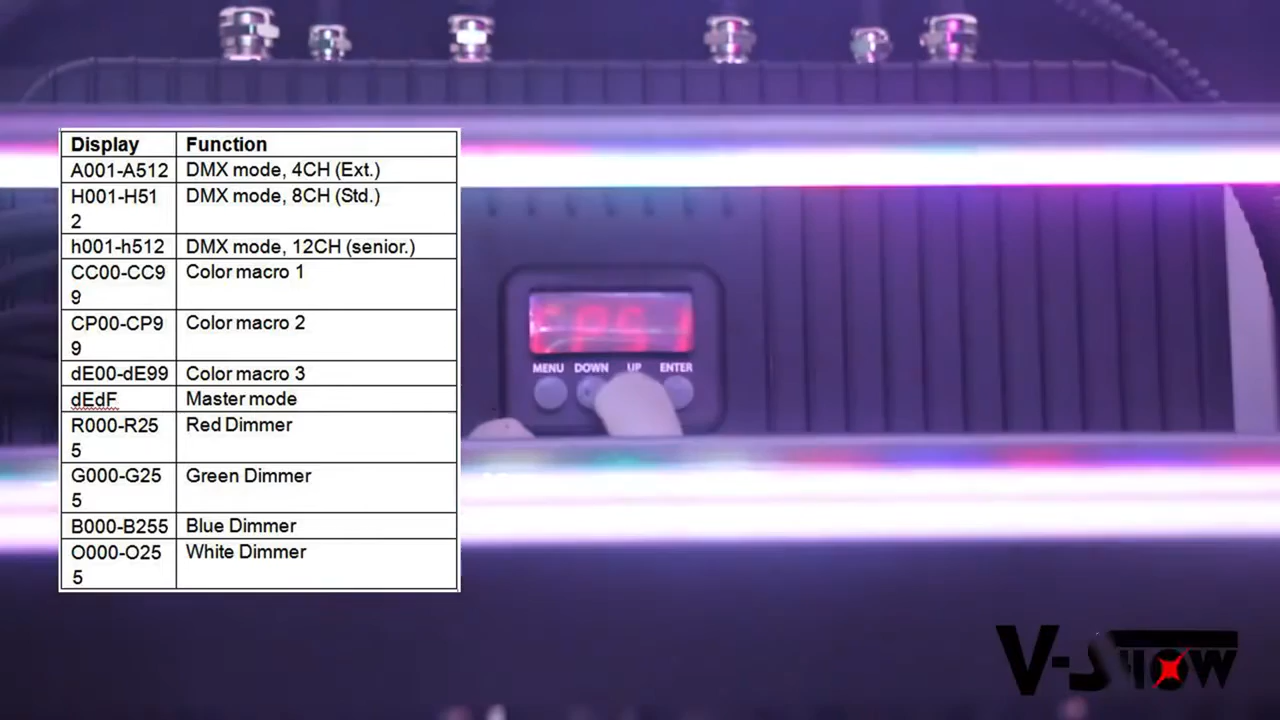 Display Function
A001-A512 DMX mode, 4CH (Ext.)
H001-H51 DMX mode, 8CH (Std.)
2
h001-h512 DMX mode, 12CH (senior.)
CC00-CC9 Color macro 1
9
CP00-CP9 Color macro 2
9
dE00-dE99 Color macro 3
dEdF Master mode
R000-R25 Red Dimmer
5
G000-G25 Green Dimmer
5
B000-B255 Blue Dimmer
O000-O25 White Dimmer
5
MENU DOWN UP ENTER
V-SHOW